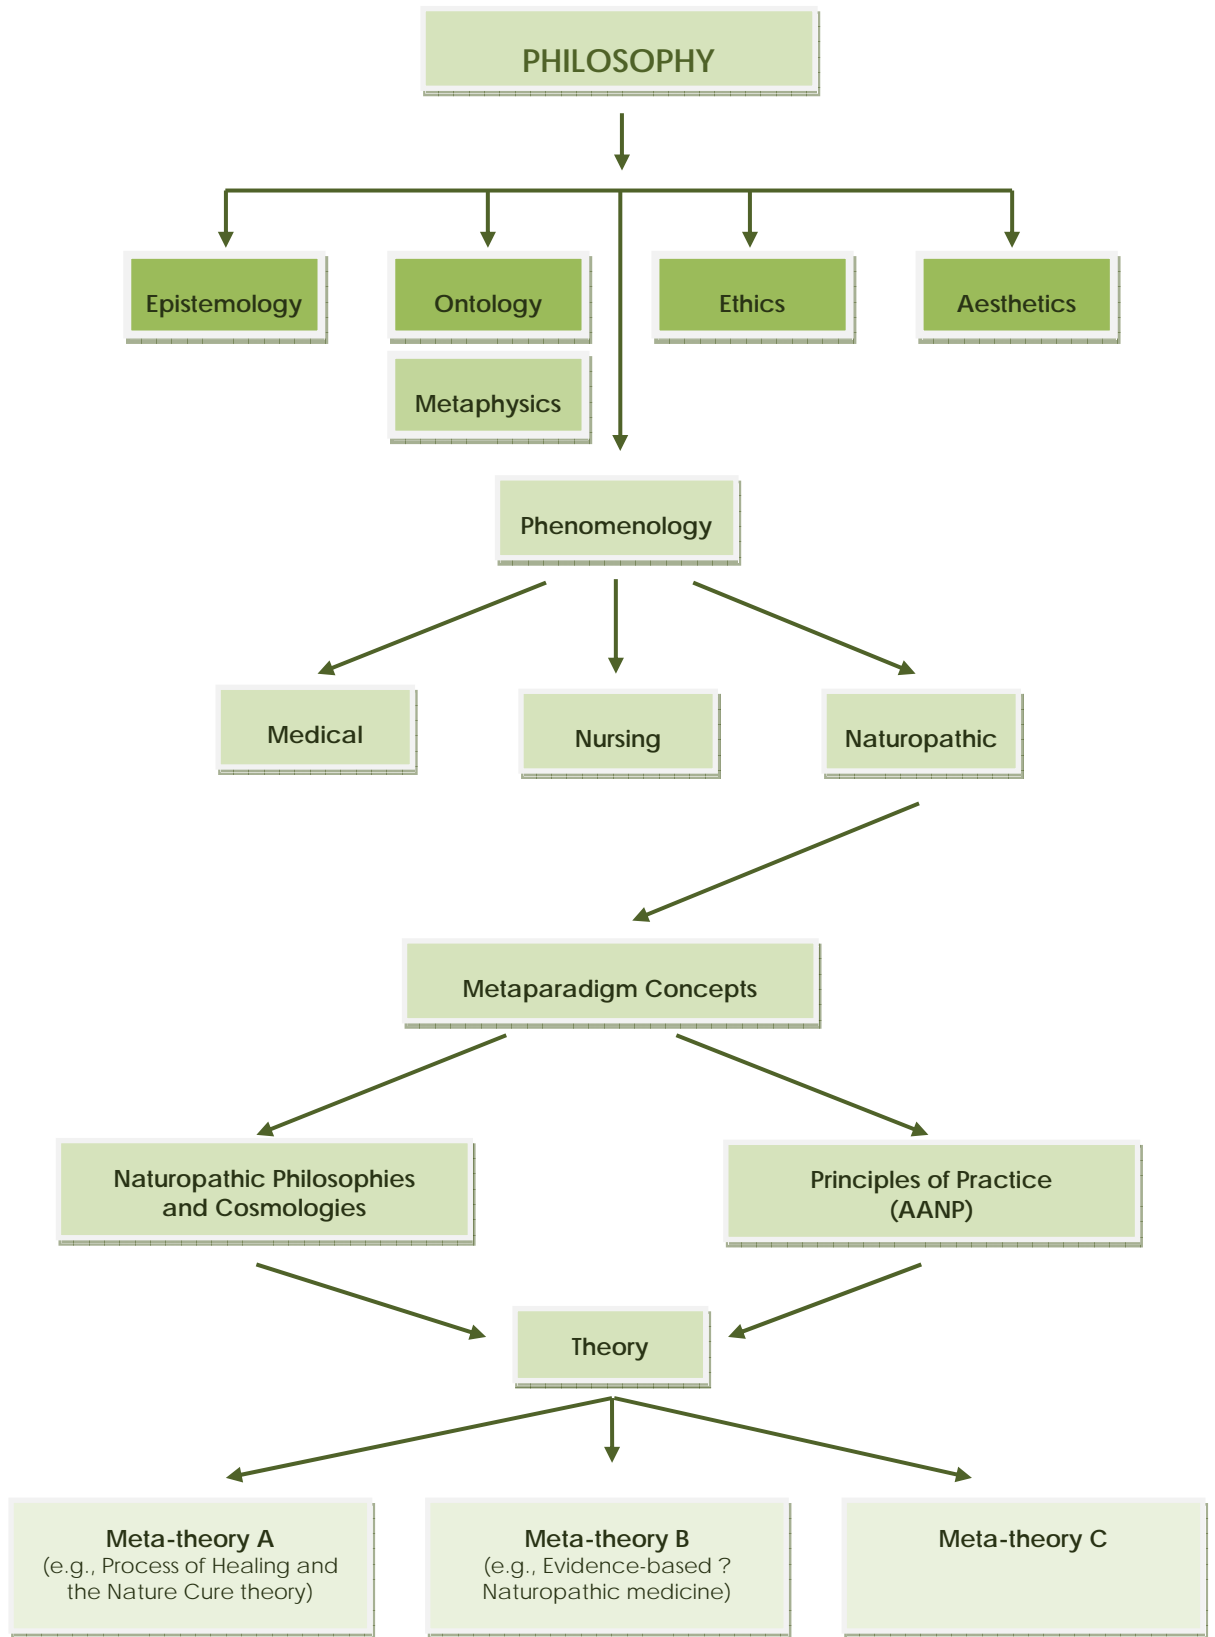 PHILOSOPHY
Epistemology
Ontology
Ethics
Aesthetics
Metaphysics
Phenomenology
Medical
Nursing
Naturopathic
Metaparadigm Concepts
Naturopathic Philosophies
and Cosmologies
Principles of Practice
(AANP)
Theory
Meta-theory A
(e.g., Process of Healing and
the Nature Cure theory)
Meta-theory B
(e.g., Evidence-based ?
Naturopathic medicine)
Meta-theory C